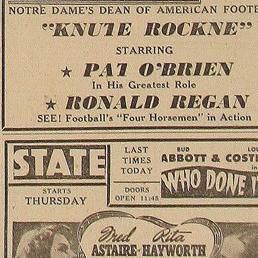 NOTRE DAME'S DEAN OF AMERICAN
"KNUTE ROCKNE"
STARRING
★ PAT O'BRIEN
In His Greatest Role
★ RONALD REGAN
SEE! Football's "Four Horsemen" in Action
STATE
STARTS
THURSDAY
LAST
TIMES
TODAY
DOORS
OPEN 11:45
BUD
ABBOTT &
WHO DONE
Fred Rita
ASTAIRE-HAYWORTH